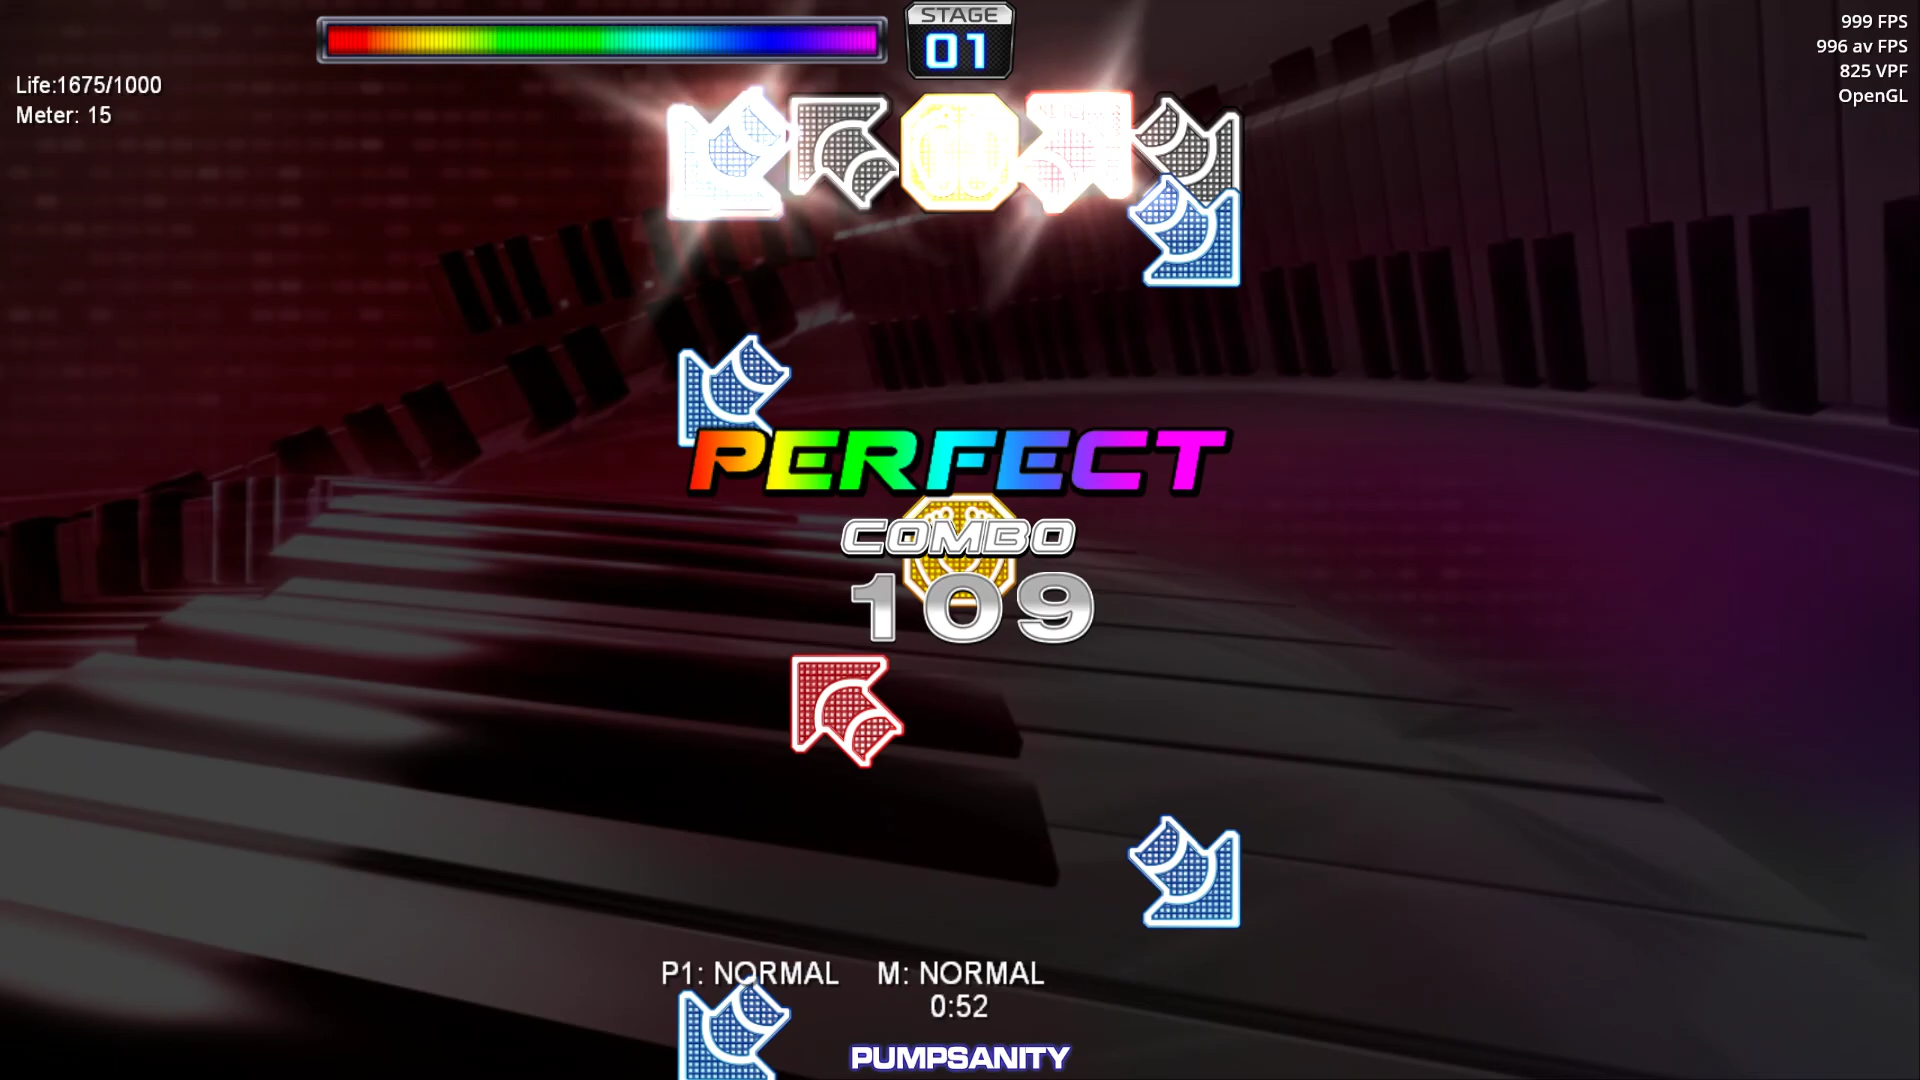 STAGE
01
999 FPS
996 av FPS
825 VPF
OpenGL
Life:1675/1000
Meter: 15
PERFECT
COMBO
109
P1: NORMAL M: NORMAL
0:52
PUMPSANITY